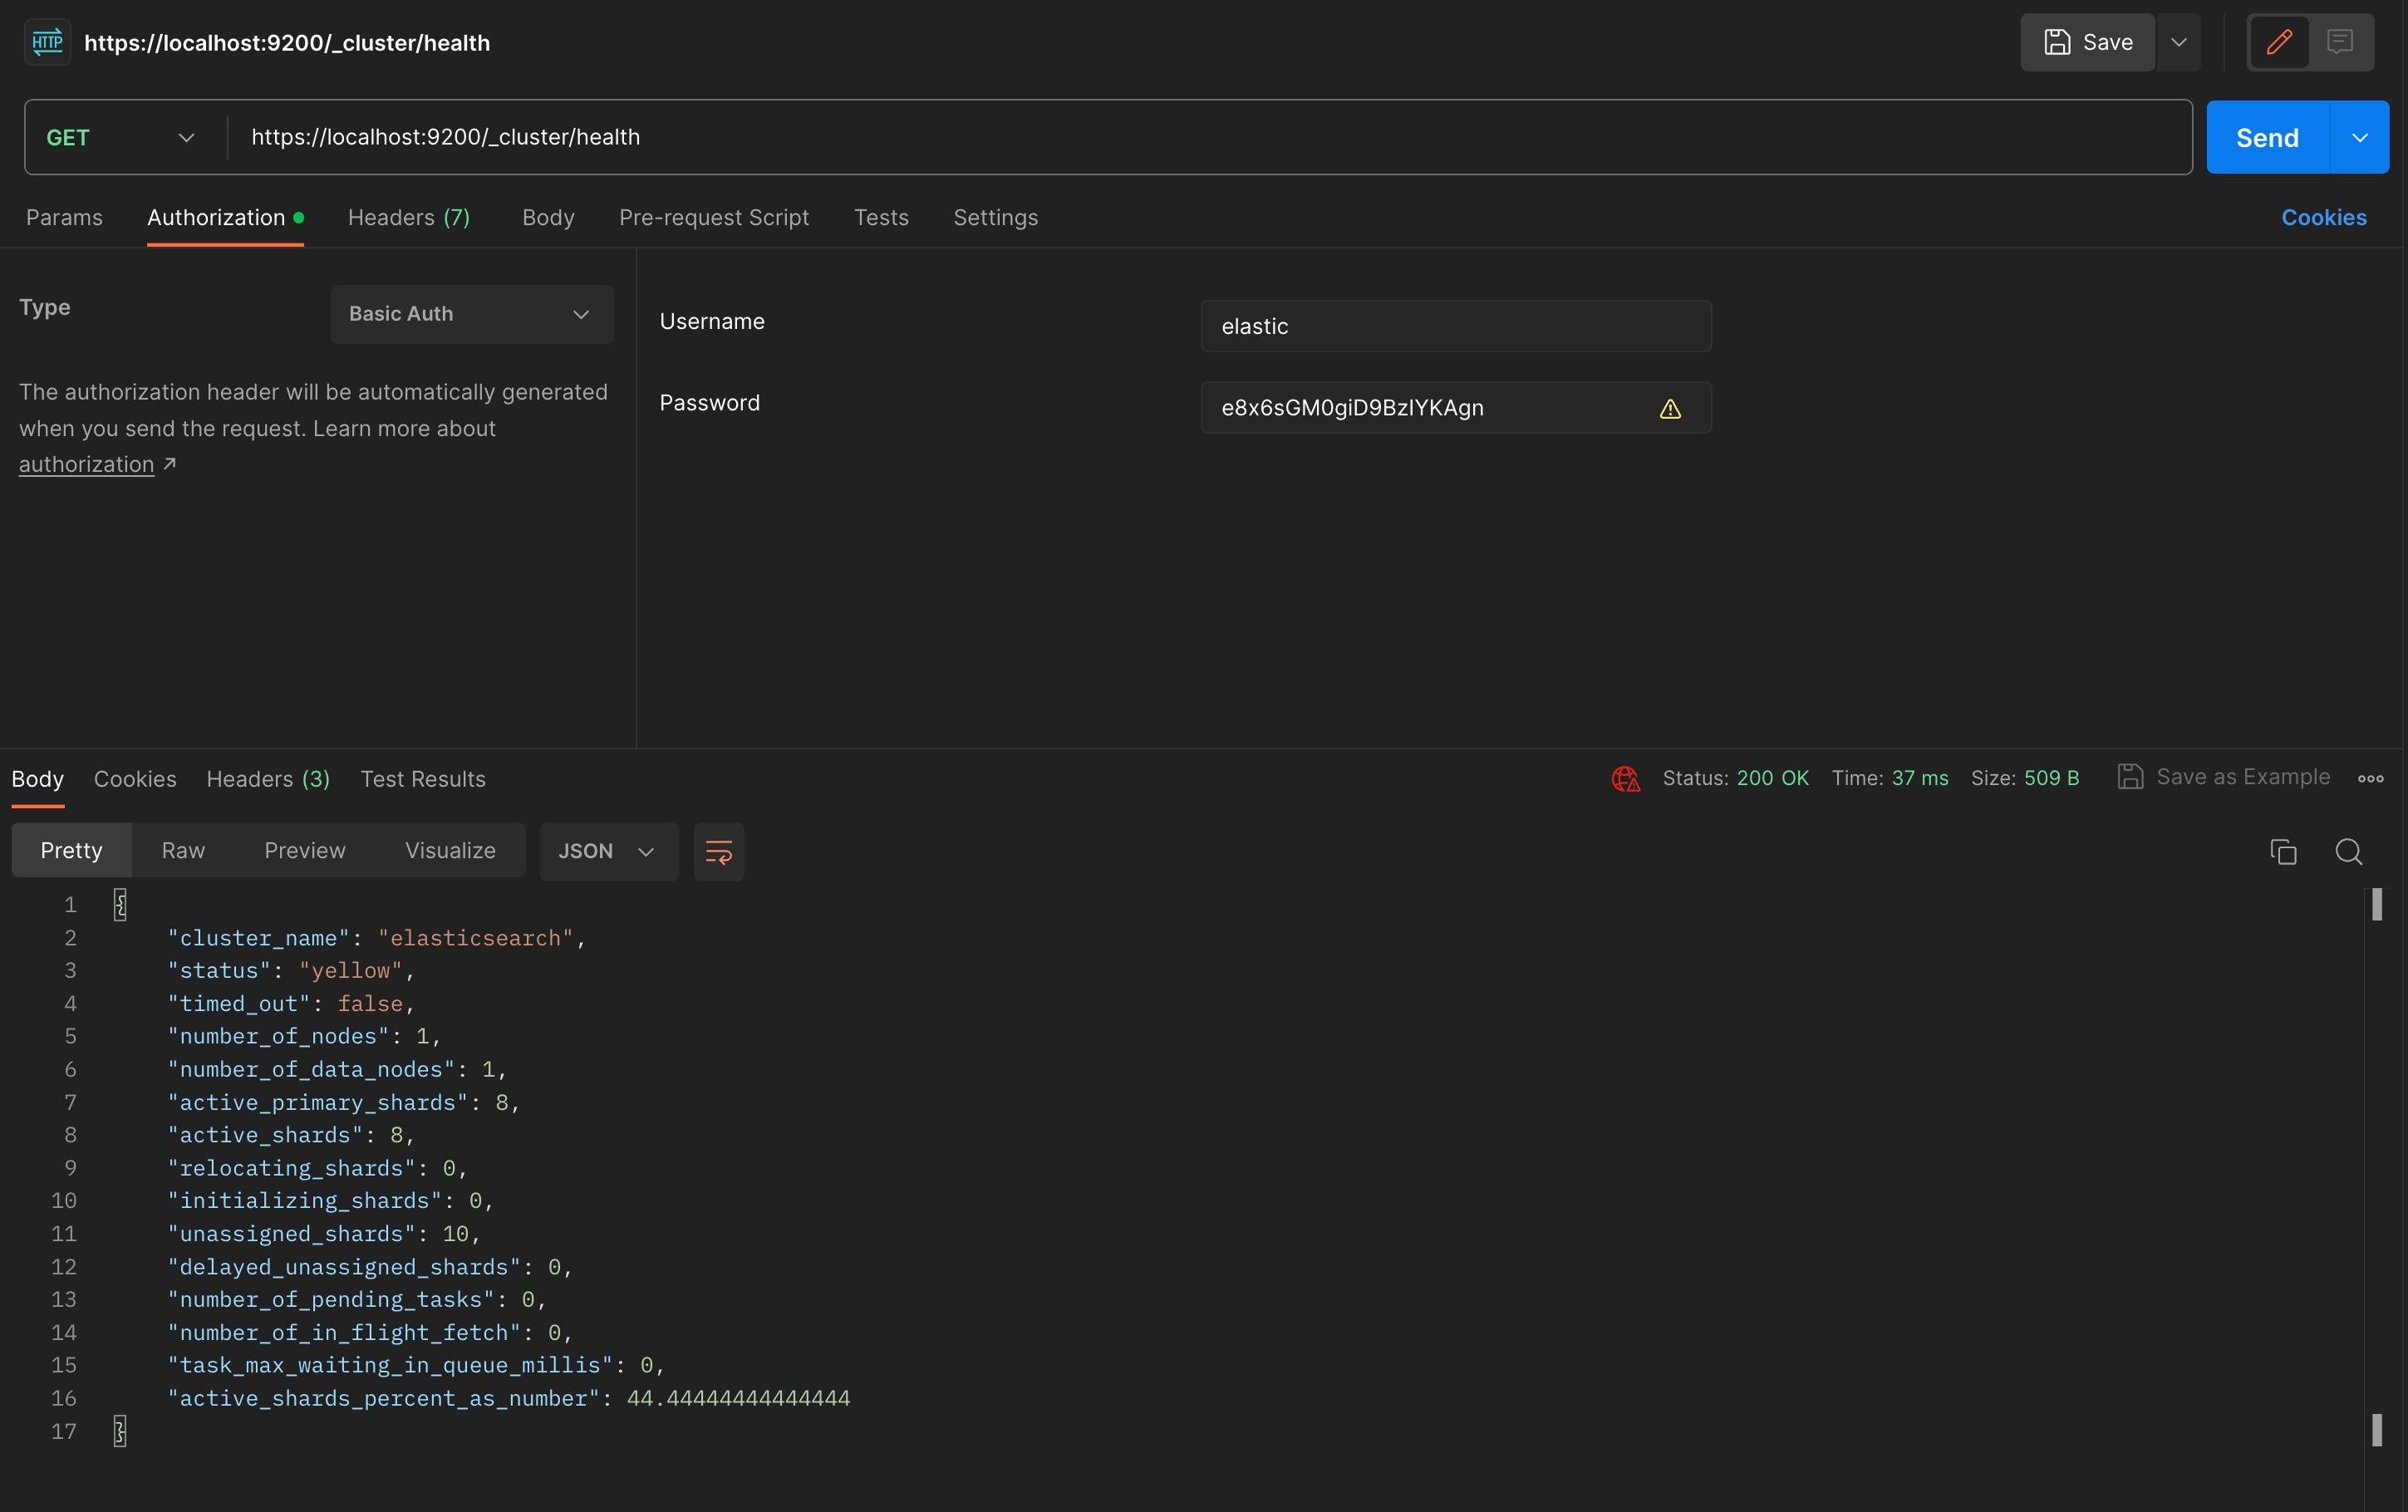 HTTP https://localhost:9200/_cluster/health
Save
GET https://localhost:9200/_cluster/health
Send
Params Authorization Headers (7) Body Pre-request Script Tests Settings
Cookies
Type
Basic Auth
The authorization header will be automatically generated
when you send the request. Learn more about
authorization ↗
Username
elastic
Password
e8x6sGM0giD9BzIYKAgn
Body Cookies Headers (3) Test Results
Status: 200 OK Time: 37 ms Size: 509 B
Save as Example
Pretty Raw Preview Visualize JSON
1 {
2 "cluster_name": "elasticsearch",
3 "status": "yellow",
4 "timed_out": false,
5 "number_of_nodes": 1,
6 "number_of_data_nodes": 1,
7 "active_primary_shards": 8,
8 "active_shards": 8,
9 "relocating_shards": 0,
10 "initializing_shards": 0,
11 "unassigned_shards": 10,
12 "delayed_unassigned_shards": 0,
13 "number_of_pending_tasks": 0,
14 "number_of_in_flight_fetch": 0,
15 "task_max_waiting_in_queue_millis": 0,
16 "active_shards_percent_as_number": 44.44444444444444
17 }